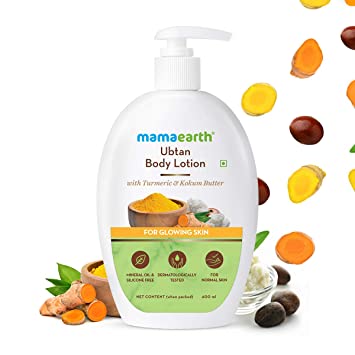 mamaearth®
Ubtan
Body Lotion
with Turmeric & Kokum Butter
FOR GLOWING SKIN
MINERAL OIL &
SILICONE FREE
DERMATOLOGICALLY
TESTED
FOR
NORMAL SKIN
NET CONTENT (when packed) 400 ml